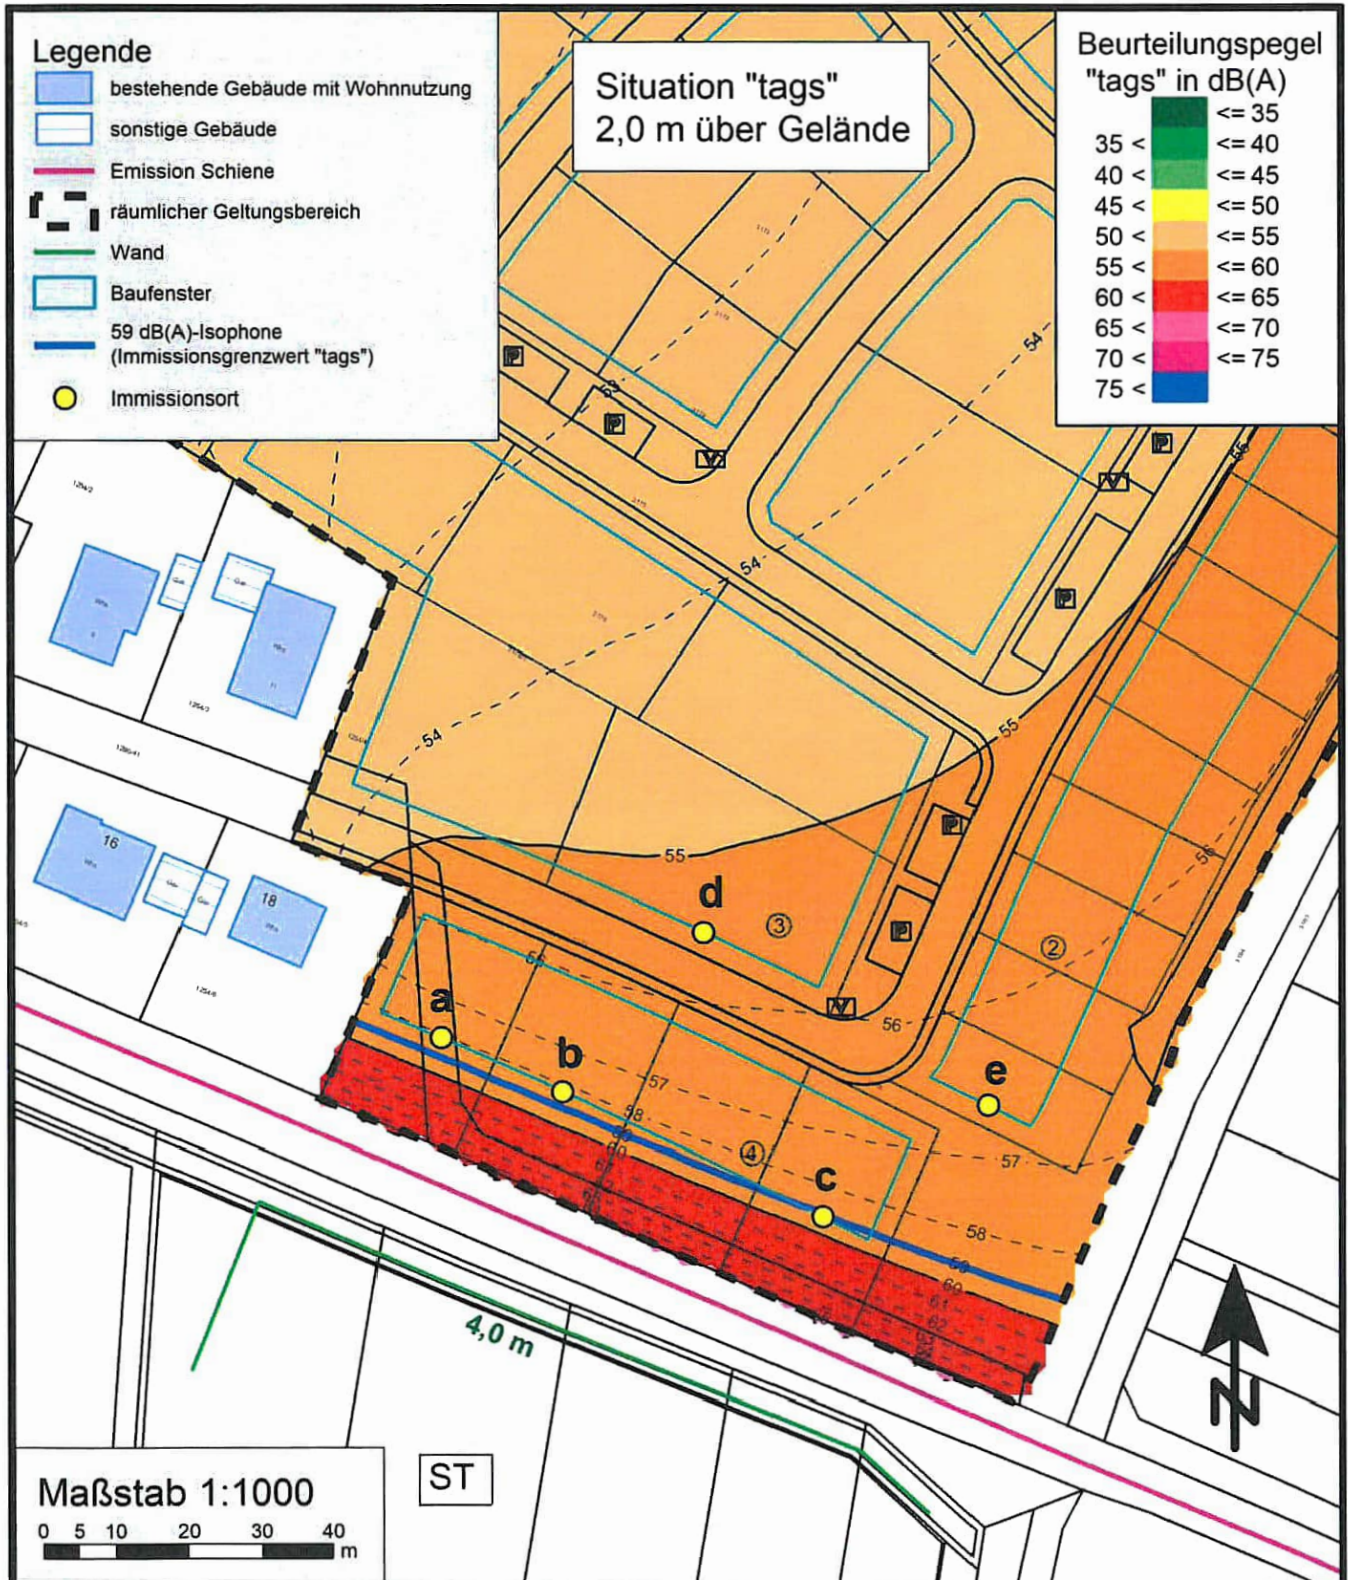 Legende
bestehende Gebäude mit Wohnnutzung
sonstige Gebäude
Emission Schiene
räumlicher Geltungsbereich
Wand
Baufenster
59 dB(A)-Isophone
(Immissionsgrenzwert "tags")
Immissionsort
Situation "tags"
2,0 m über Gelände
Beurteilungspegel
"tags" in dB(A)
<= 35
35 < <= 40
40 < <= 45
45 < <= 50
50 < <= 55
55 < <= 60
60 < <= 65
65 < <= 70
70 < <= 75
75 <
54
P
53
P
V
P
55
V
54
P
55
54
16
18
55
P
56
d
3
P
2
56
V
56
a
b
57
e
58
4
57
c
58
59
60
61
62
4,0 m
N
ST
Maßstab 1:1000
0 5 10 20 30 40
m